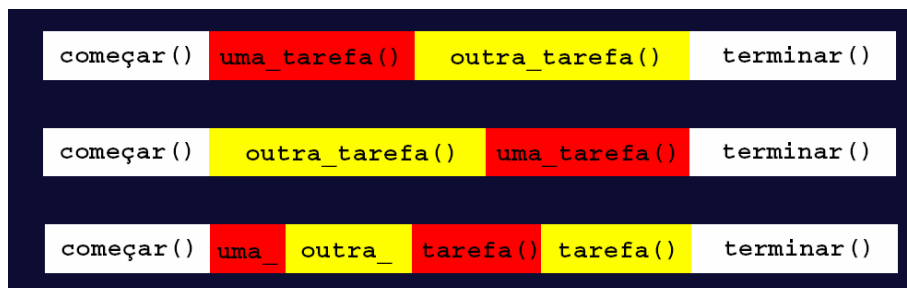 começar() uma_tarefa() outra_tarefa() terminar()
começar() outra_tarefa() uma_tarefa() terminar()
começar() uma_ outra_ tarefa() tarefa() terminar()